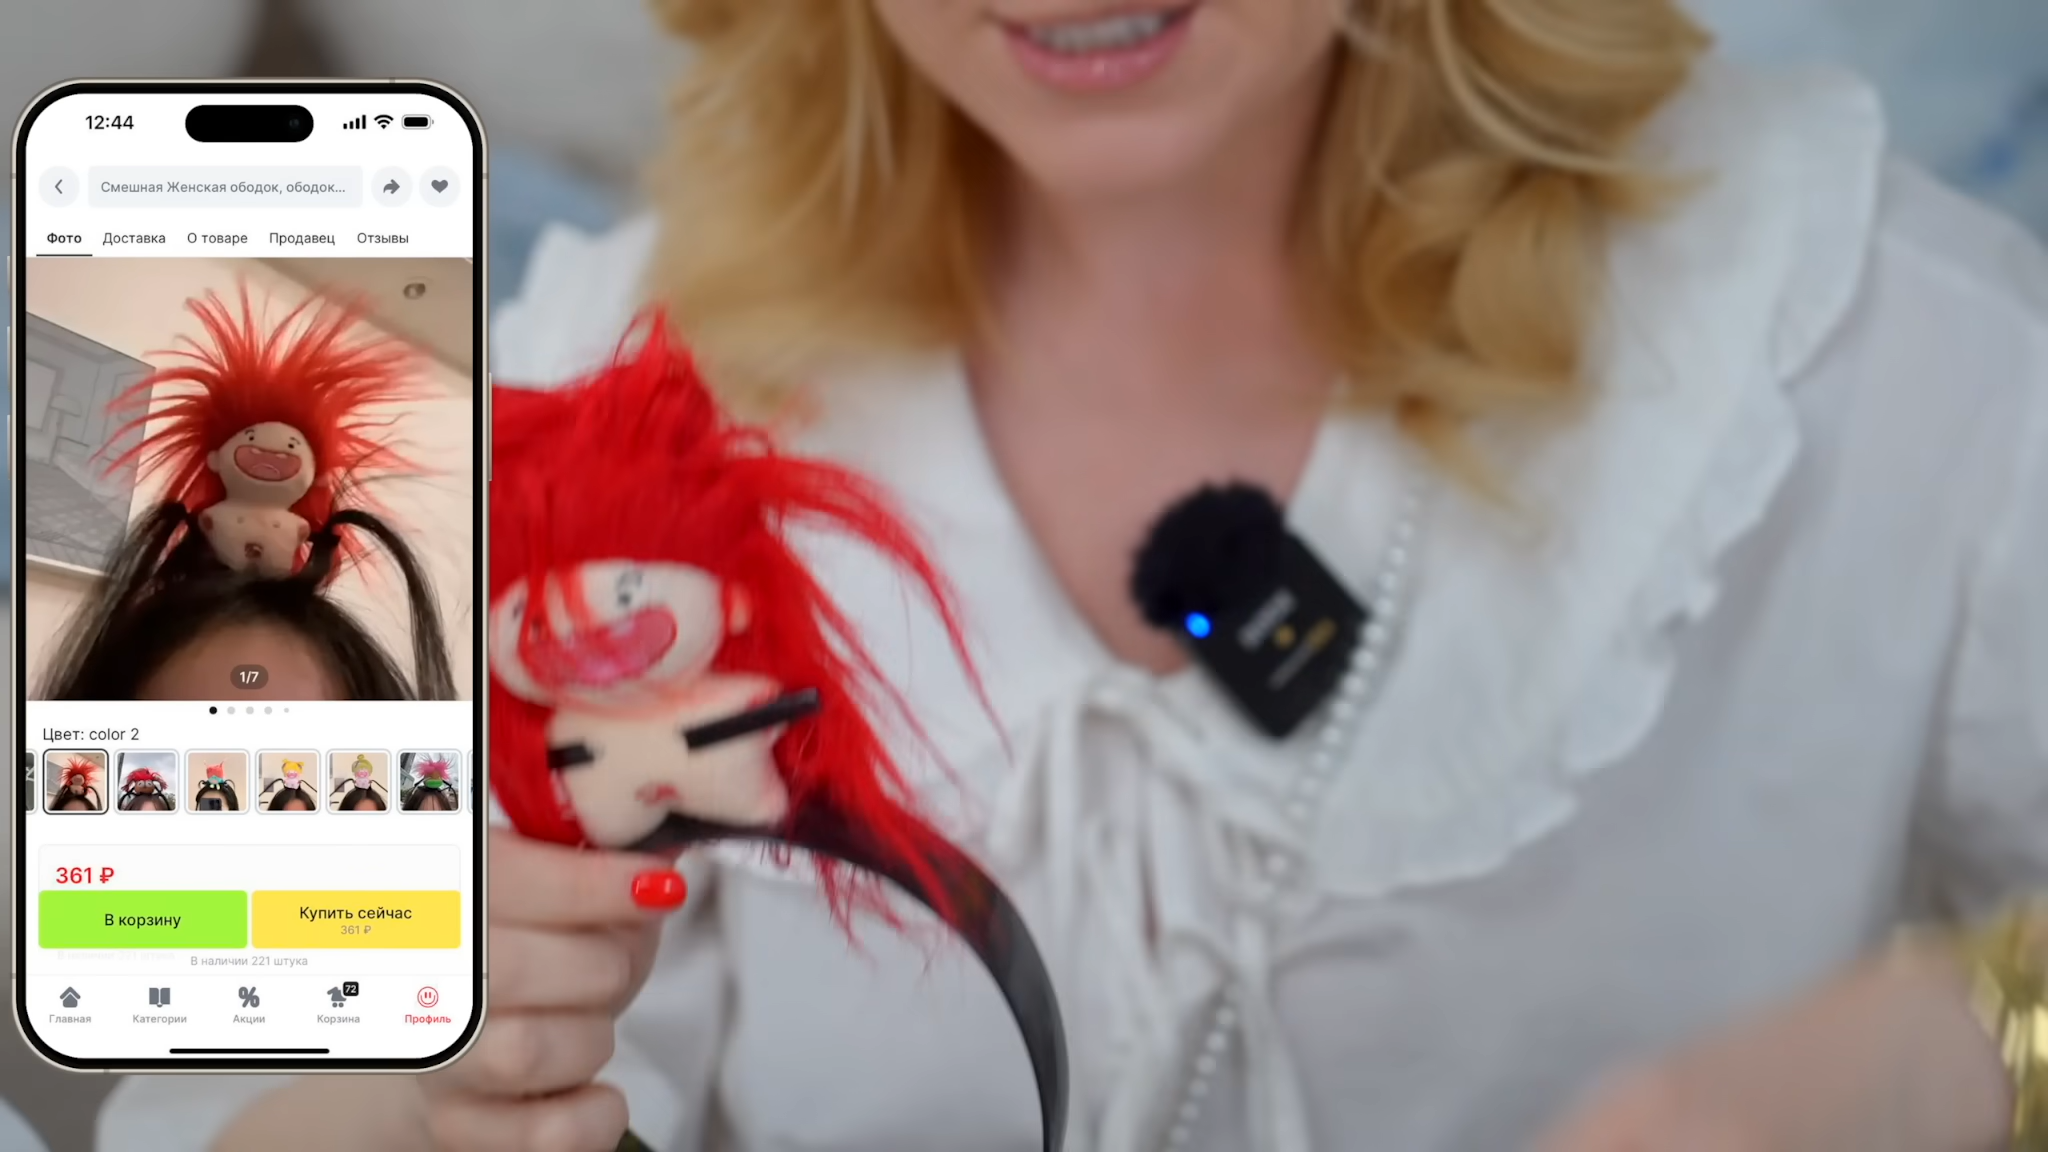 12:44
Смешная Женская ободок, ободок...
Фото Доставка О товаре Продавец Отзывы
1/7
Цвет: color 2
361 ₽
В корзину
Купить сейчас
361 ₽
В наличии 221 штука
72
Главная Категории Акции Корзина Профиль